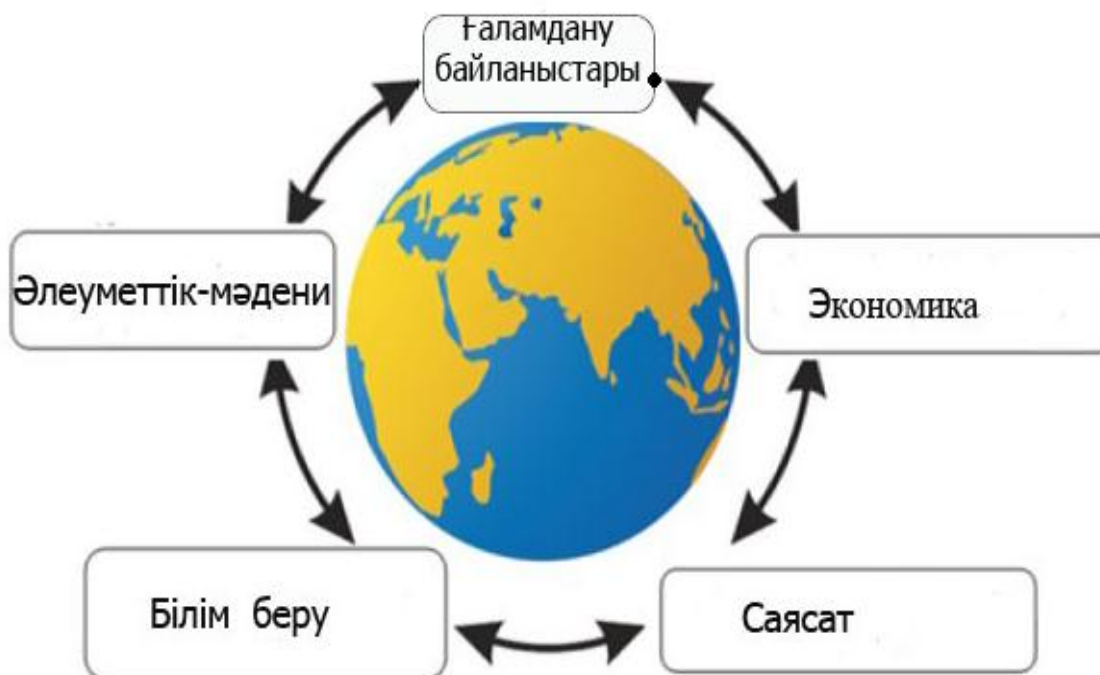 Ғаламдану
байланыстары
Әлеуметтік-мәдени
Экономика
Білім беру
Саясат